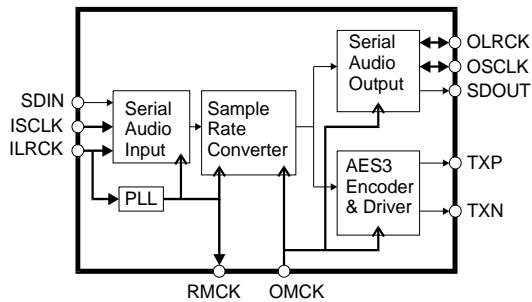 SDIN
ISCLK
ILRCK
Serial
Audio
Input
PLL
Sample
Rate
Converter
Serial
Audio
Output
AES3
Encoder
& Driver
OLRCK
OSCLK
SDOUT
TXP
TXN
RMCK
OMCK